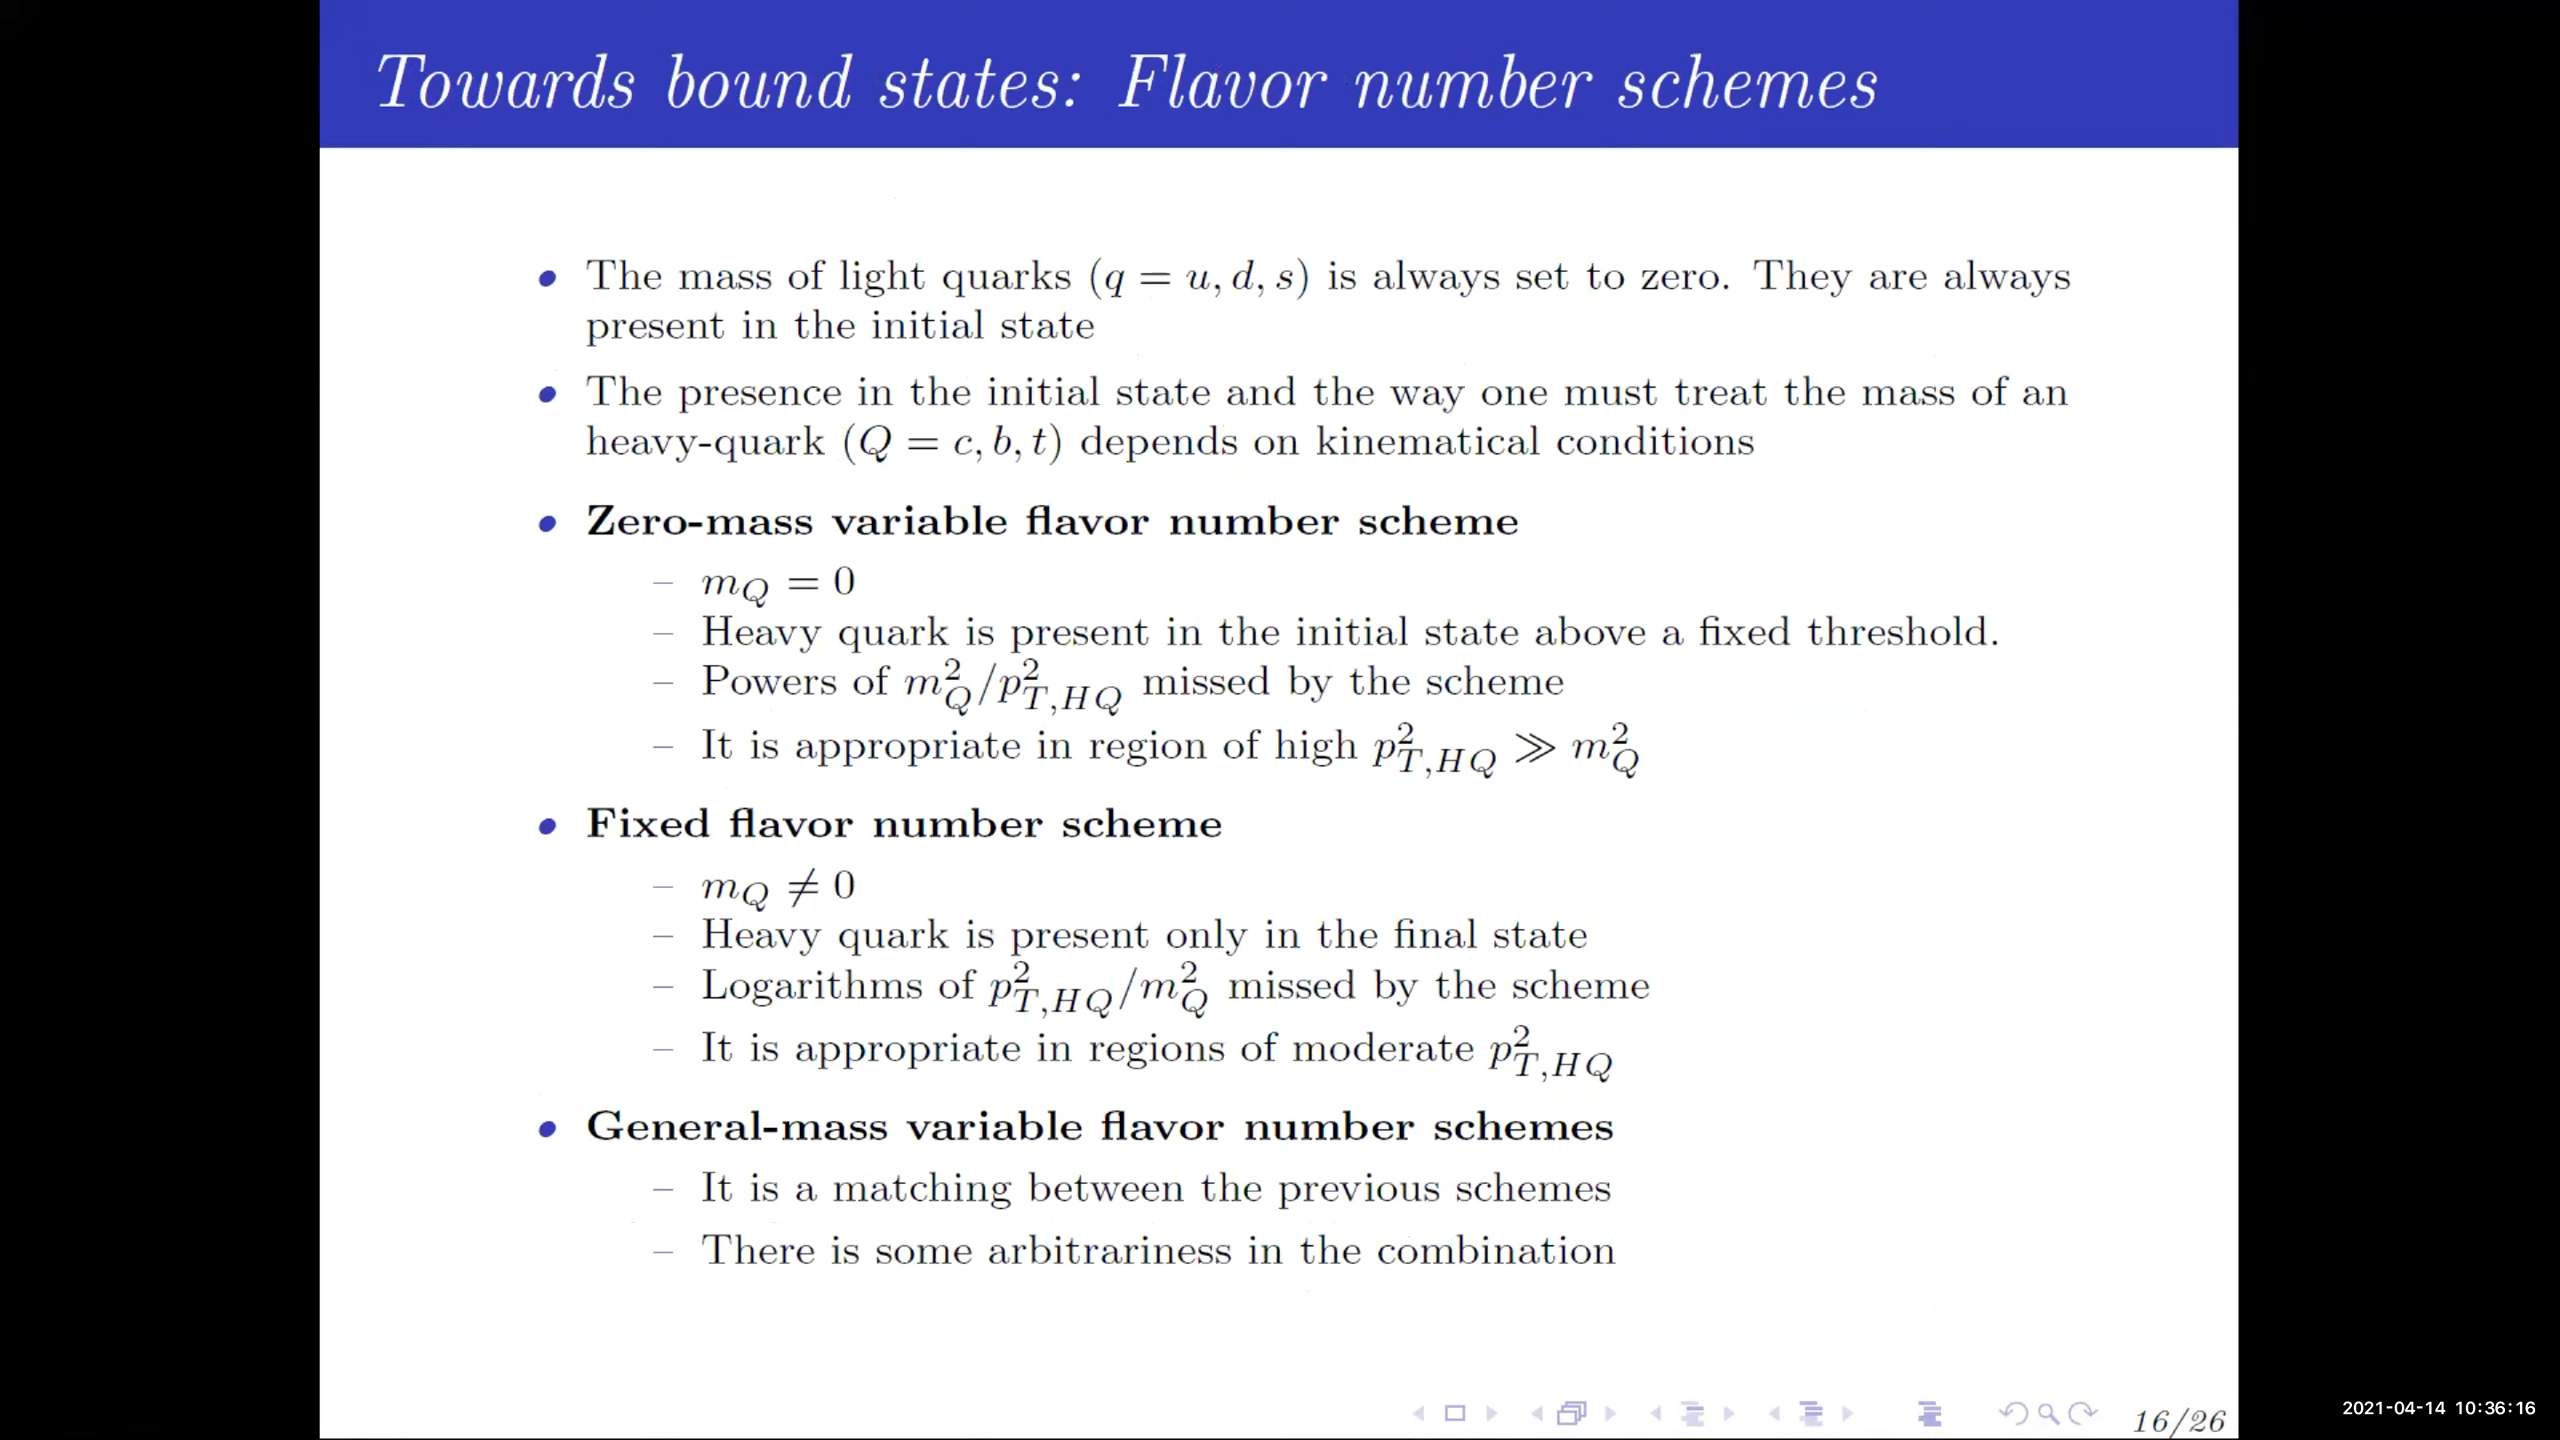 Towards bound states: Flavor number schemes
• The mass of light quarks (q = u, d, s) is always set to zero. They are always
present in the initial state
• The presence in the initial state and the way one must treat the mass of an
heavy-quark (Q = c, b, t) depends on kinematical conditions
• Zero-mass variable flavor number scheme
– m_Q = 0
– Heavy quark is present in the initial state above a fixed threshold.
– Powers of m_Q^2/p_{T,HQ}^2 missed by the scheme
– It is appropriate in region of high p_{T,HQ}^2 ≫ m_Q^2
• Fixed flavor number scheme
– m_Q ≠ 0
– Heavy quark is present only in the final state
– Logarithms of p_{T,HQ}^2/m_Q^2 missed by the scheme
– It is appropriate in regions of moderate p_{T,HQ}^2
• General-mass variable flavor number schemes
– It is a matching between the previous schemes
– There is some arbitrariness in the combination
16/26
2021-04-14 10:36:16